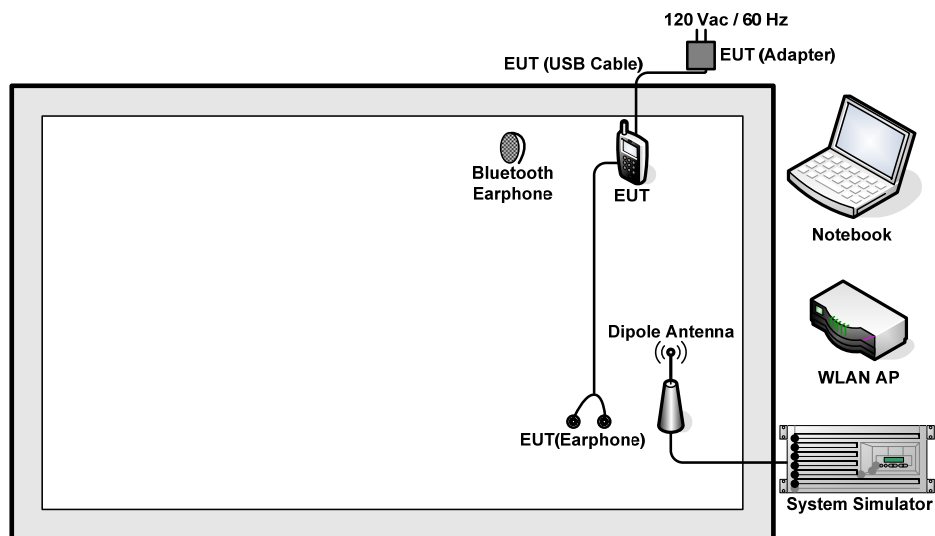 120 Vac / 60 Hz
EUT (USB Cable)
EUT (Adapter)
Bluetooth
Earphone
EUT
Notebook
Dipole Antenna
WLAN AP
EUT(Earphone)
System Simulator